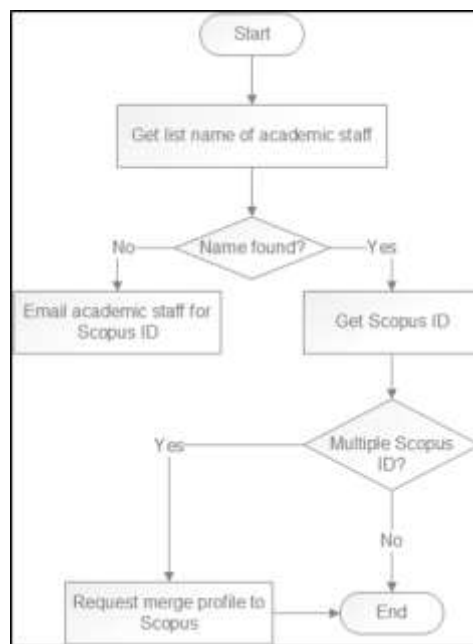 Start
Get list name of academic staff
Name found?
No
Yes
Email academic staff for
Scopus ID
Get Scopus ID
Multiple Scopus
ID?
Yes
No
Request merge profile to
Scopus
End